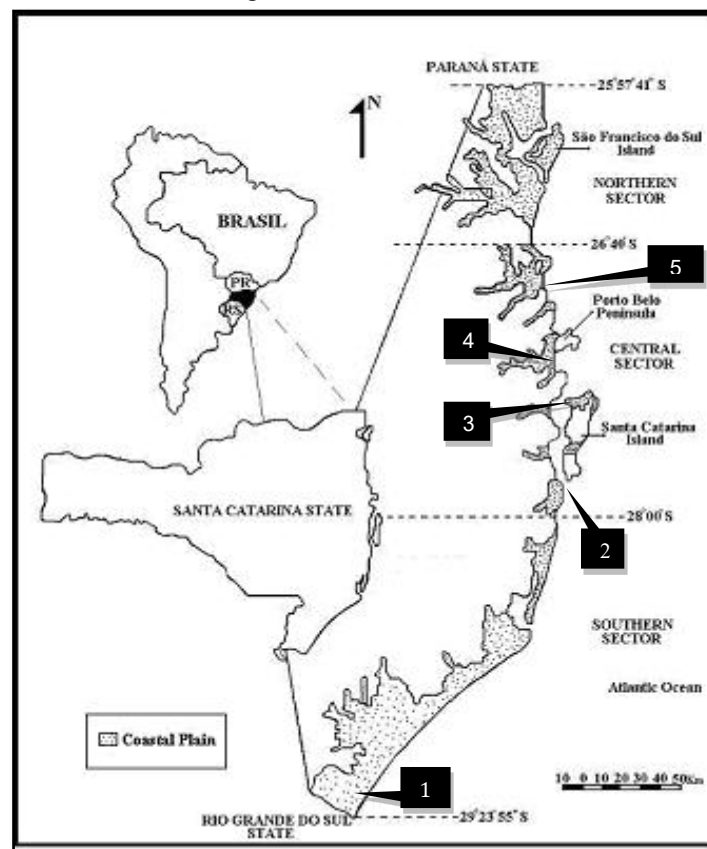 PARANÁ STATE
25°57'41" S
N
São Francisco do Sul
Island
NORTHERN
SECTOR
BRASIL
26°40' S
5
PR
RS
Porto Belo
Peninsula
4
CENTRAL
SECTOR
3
Santa Catarina
Island
SANTA CATARINA STATE
28°00' S
2
SOUTHERN
SECTOR
Atlantic Ocean
Coastal Plain
1
10 0 10 20 30 40 50Km
RIO GRANDE DO SUL
STATE
29°23'55" S